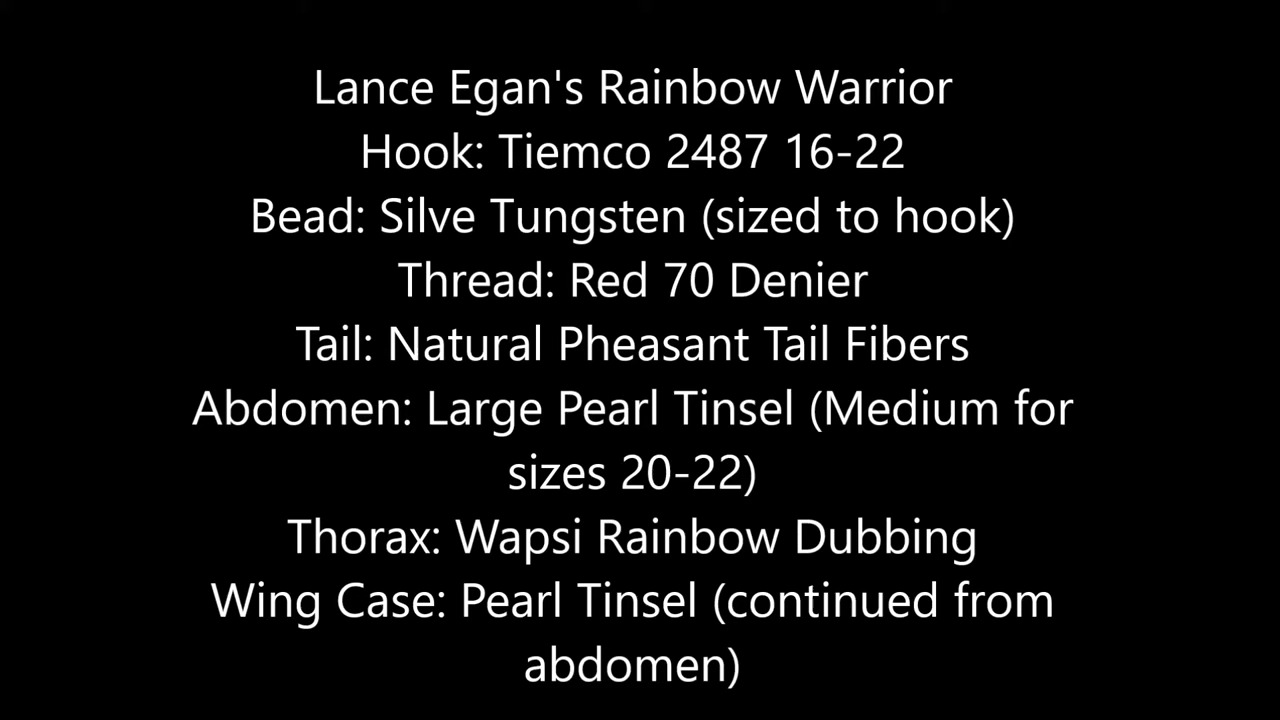 Lance Egan's Rainbow Warrior
Hook: Tiemco 2487 16-22
Bead: Silve Tungsten (sized to hook)
Thread: Red 70 Denier
Tail: Natural Pheasant Tail Fibers
Abdomen: Large Pearl Tinsel (Medium for
sizes 20-22)
Thorax: Wapsi Rainbow Dubbing
Wing Case: Pearl Tinsel (continued from
abdomen)